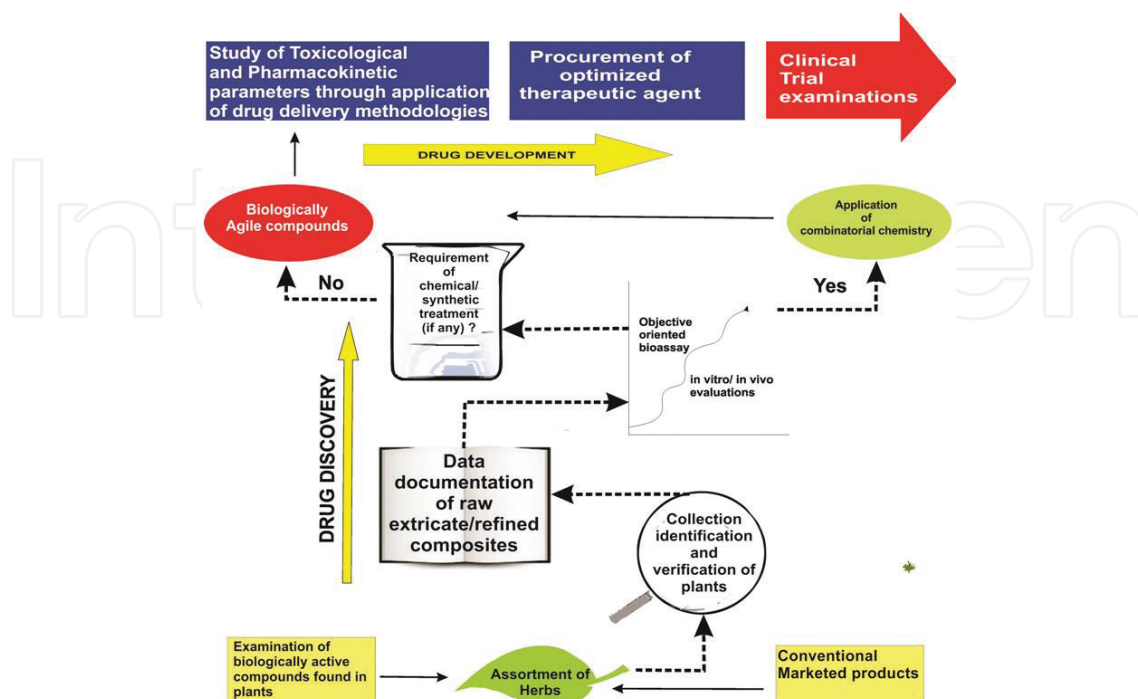 Study of Toxicological
and Pharmacokinetic
parameters through application
of drug delivery methodologies
Procurement of
optimized
therapeutic agent
Clinical
Trial
examinations
DRUG DEVELOPMENT
Biologically
Agile compounds
Application
of
combinatorial chemistry
No
Requirement
of
chemical/
synthetic
treatment
(if any) ?
Yes
Objective
oriented
bioassay
in vitro/ in vivo
evaluations
DRUG DISCOVERY
Data
documentation
of raw
extricate/refined
composites
Collection
identification
and
verification of
plants
Examination of
biologically active
compounds found in
plants
Assortment of
Herbs
Conventional
Marketed products